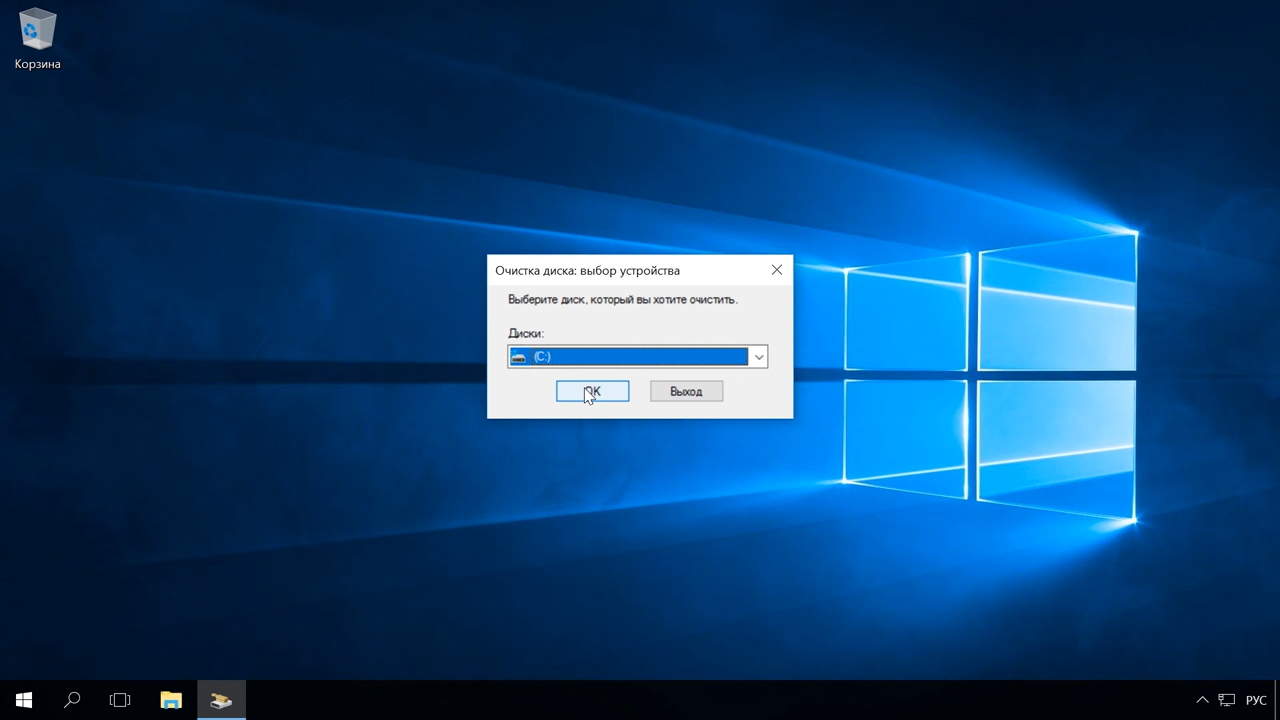 Корзина
Очистка диска: выбор устройства
Выберите диск, который вы хотите очистить.
Диски:
(C:)
OK
Выход
РУС